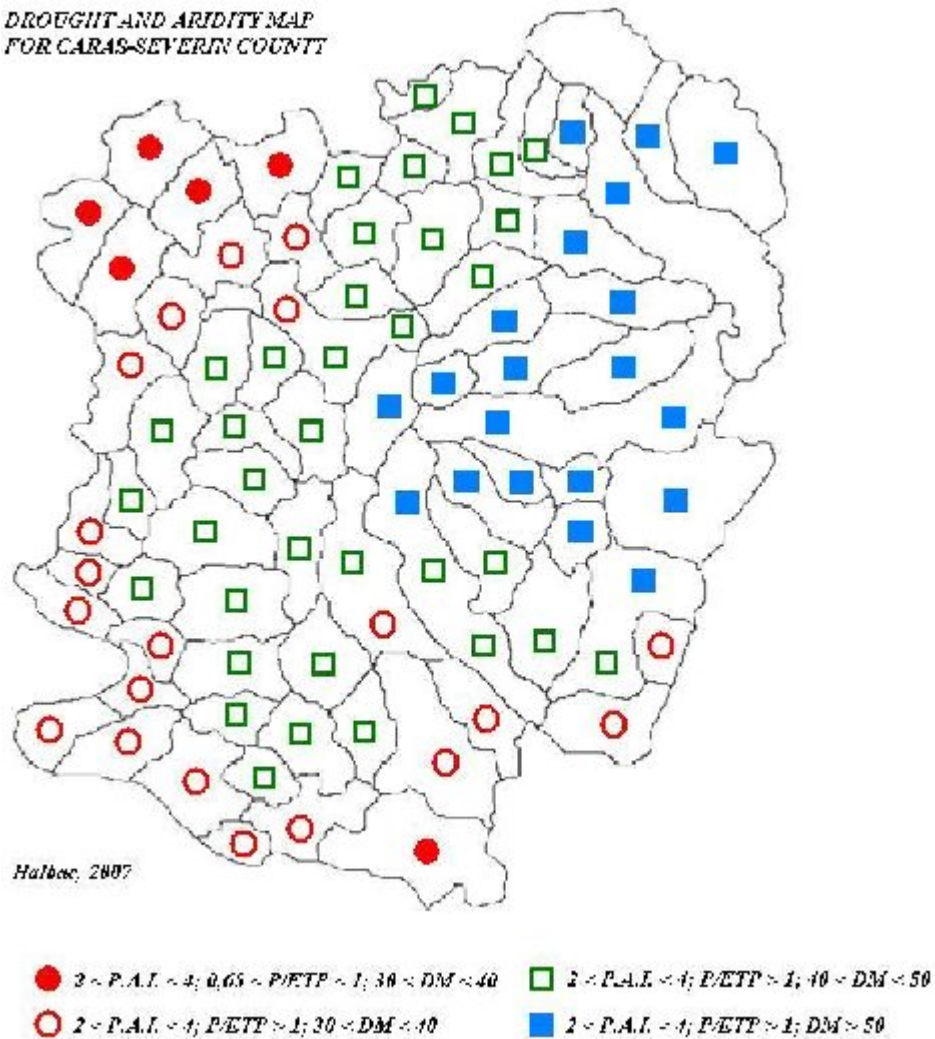 DROUGHT AND ARIDITY MAP
FOR CARAS-SEVERIN COUNTY
2007
2 < P.A.I. < 4; 0,65 < P/ETP < 1; 30 < DM < 40
2 < P.A.I. < 4; P/ETP > 1; 40 < DM < 50
2 < P.A.I. < 4; P/ETP > 1; 30 < DM < 40
2 < P.A.I. < 4; P/ETP > 1; DM > 50